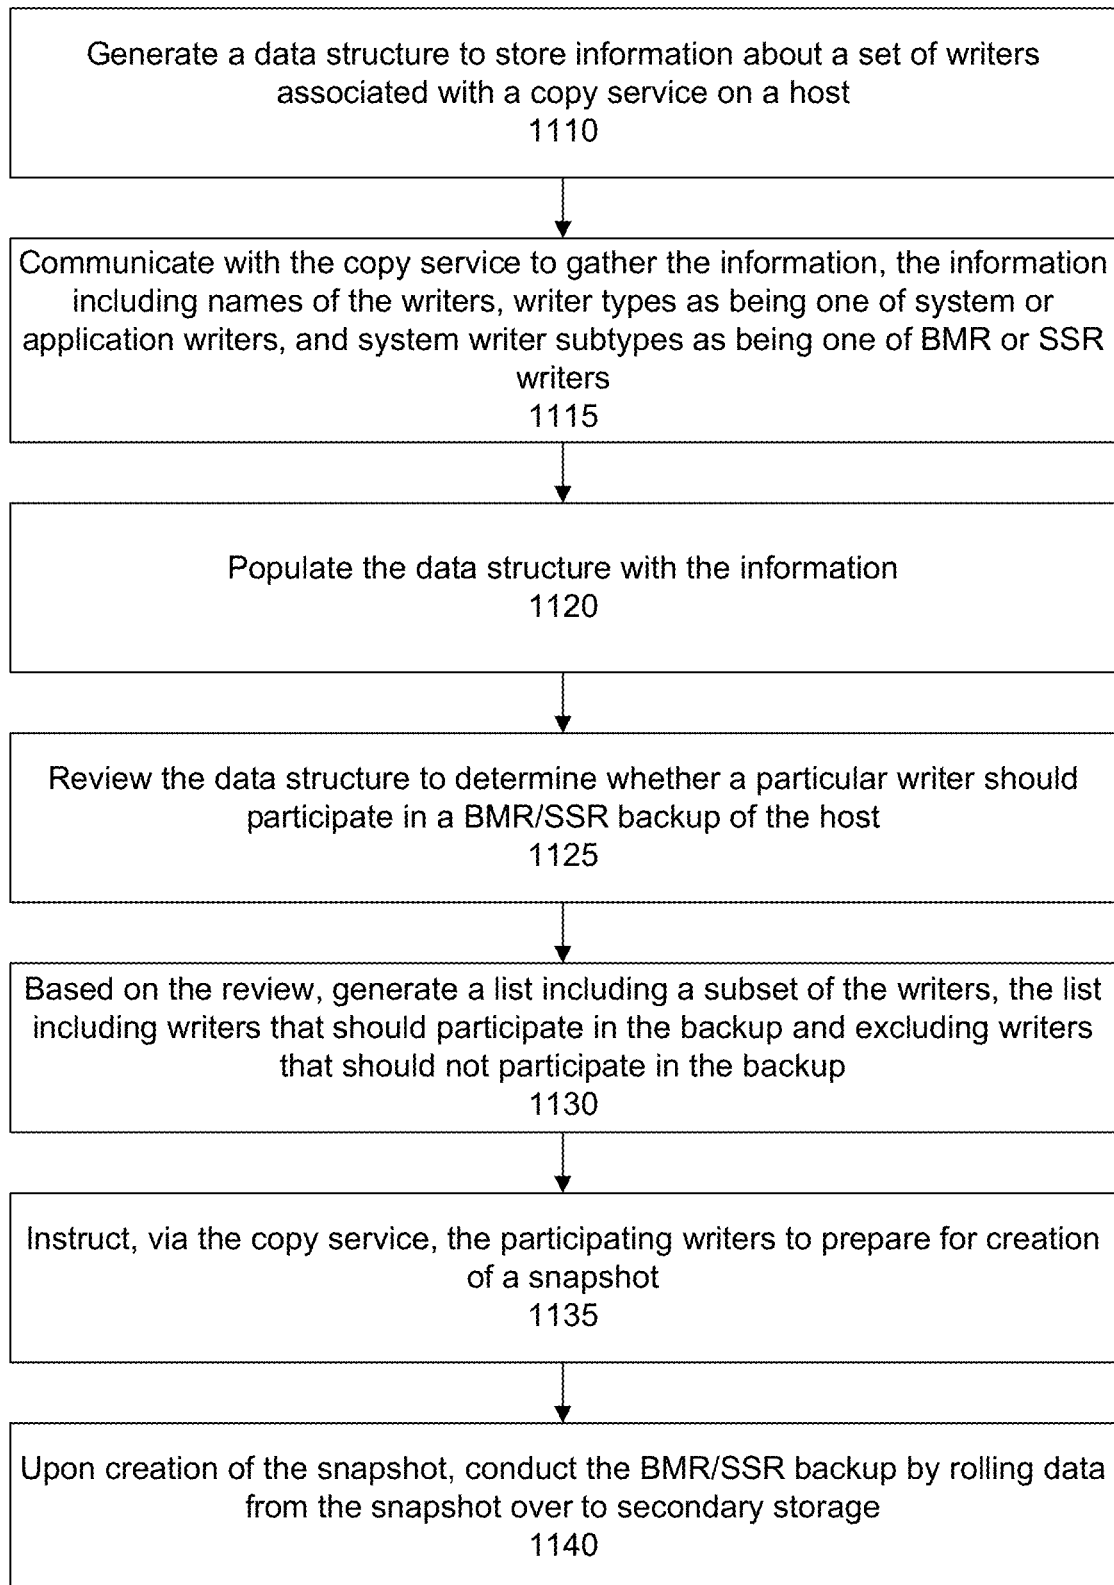 Generate a data structure to store information about a set of writers
associated with a copy service on a host
1110
Communicate with the copy service to gather the information, the information
including names of the writers, writer types as being one of system or
application writers, and system writer subtypes as being one of BMR or SSR
writers
1115
Populate the data structure with the information
1120
Review the data structure to determine whether a particular writer should
participate in a BMR/SSR backup of the host
1125
Based on the review, generate a list including a subset of the writers, the list
including writers that should participate in the backup and excluding writers
that should not participate in the backup
1130
Instruct, via the copy service, the participating writers to prepare for creation
of a snapshot
1135
Upon creation of the snapshot, conduct the BMR/SSR backup by rolling data
from the snapshot over to secondary storage
1140